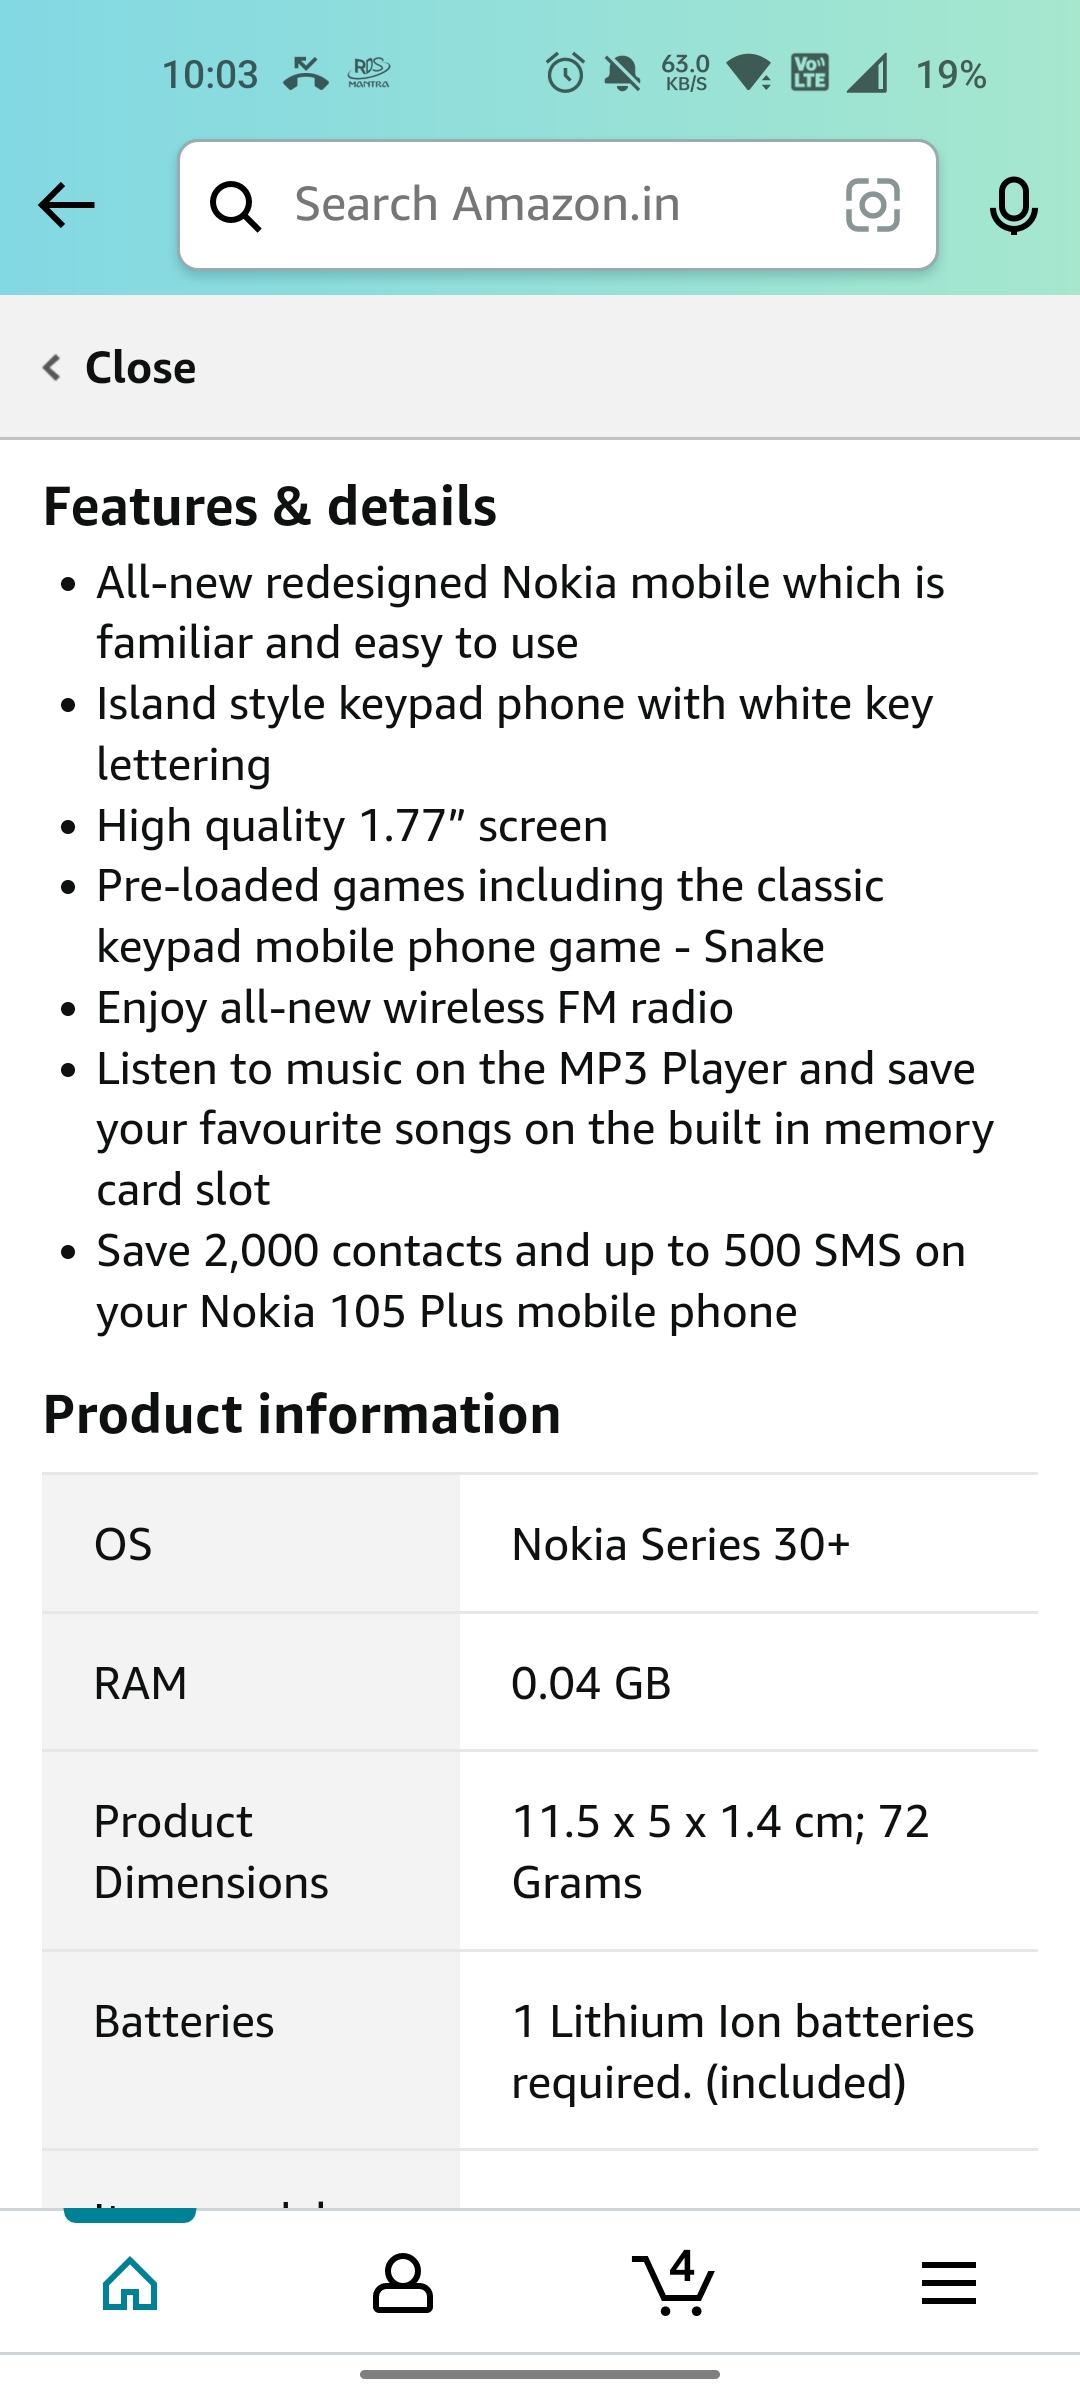 10:03 RDS MANTRA 63.0 KB/S Vo)) LTE 19%
Search Amazon.in
Close
Features & details
• All-new redesigned Nokia mobile which is
familiar and easy to use
• Island style keypad phone with white key
lettering
• High quality 1.77” screen
• Pre-loaded games including the classic
keypad mobile phone game - Snake
• Enjoy all-new wireless FM radio
• Listen to music on the MP3 Player and save
your favourite songs on the built in memory
card slot
• Save 2,000 contacts and up to 500 SMS on
your Nokia 105 Plus mobile phone
Product information
OS Nokia Series 30+
RAM 0.04 GB
Product 11.5 x 5 x 1.4 cm; 72
Dimensions Grams
Batteries 1 Lithium Ion batteries
required. (included)
4